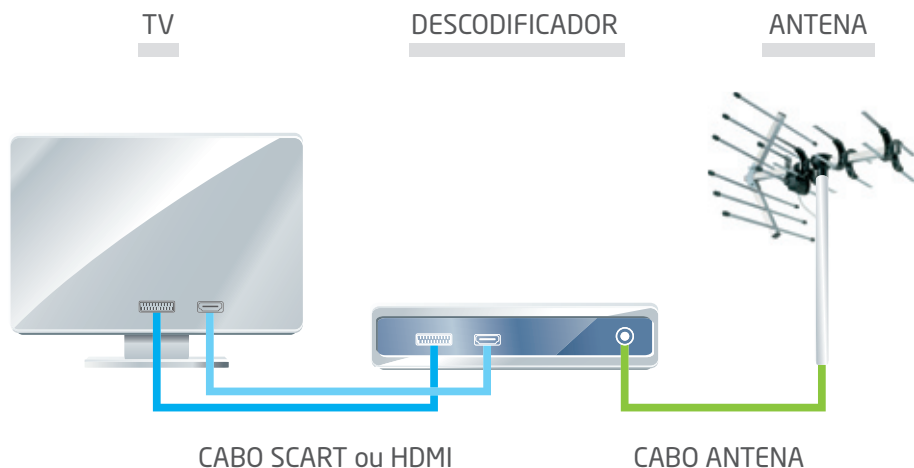 TV
DESCODIFICADOR
ANTENA
CABO SCART ou HDMI
CABO ANTENA